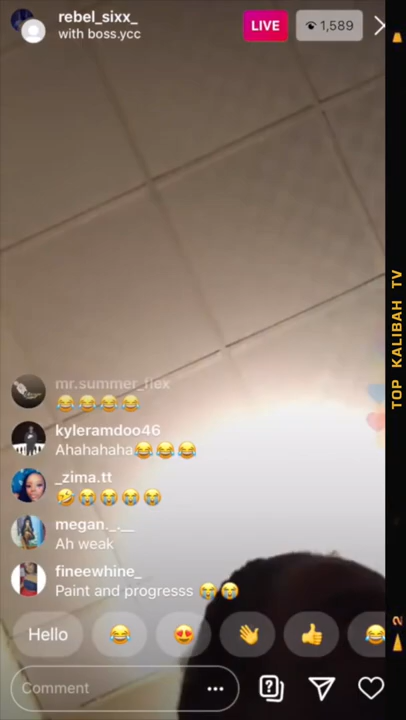 rebel_sixx_
with boss.ycc
LIVE
1,589
mr.summer_flex
😂😂😂😂
kyleramdoo46
Ahahahaha😂😂😂
_zima.tt
🤣😭😭😭😭
megan._.__
Ah weak
fineewhine_
Paint and progresss 😭😭
Hello
Comment
TOP KALIBAH TV
2